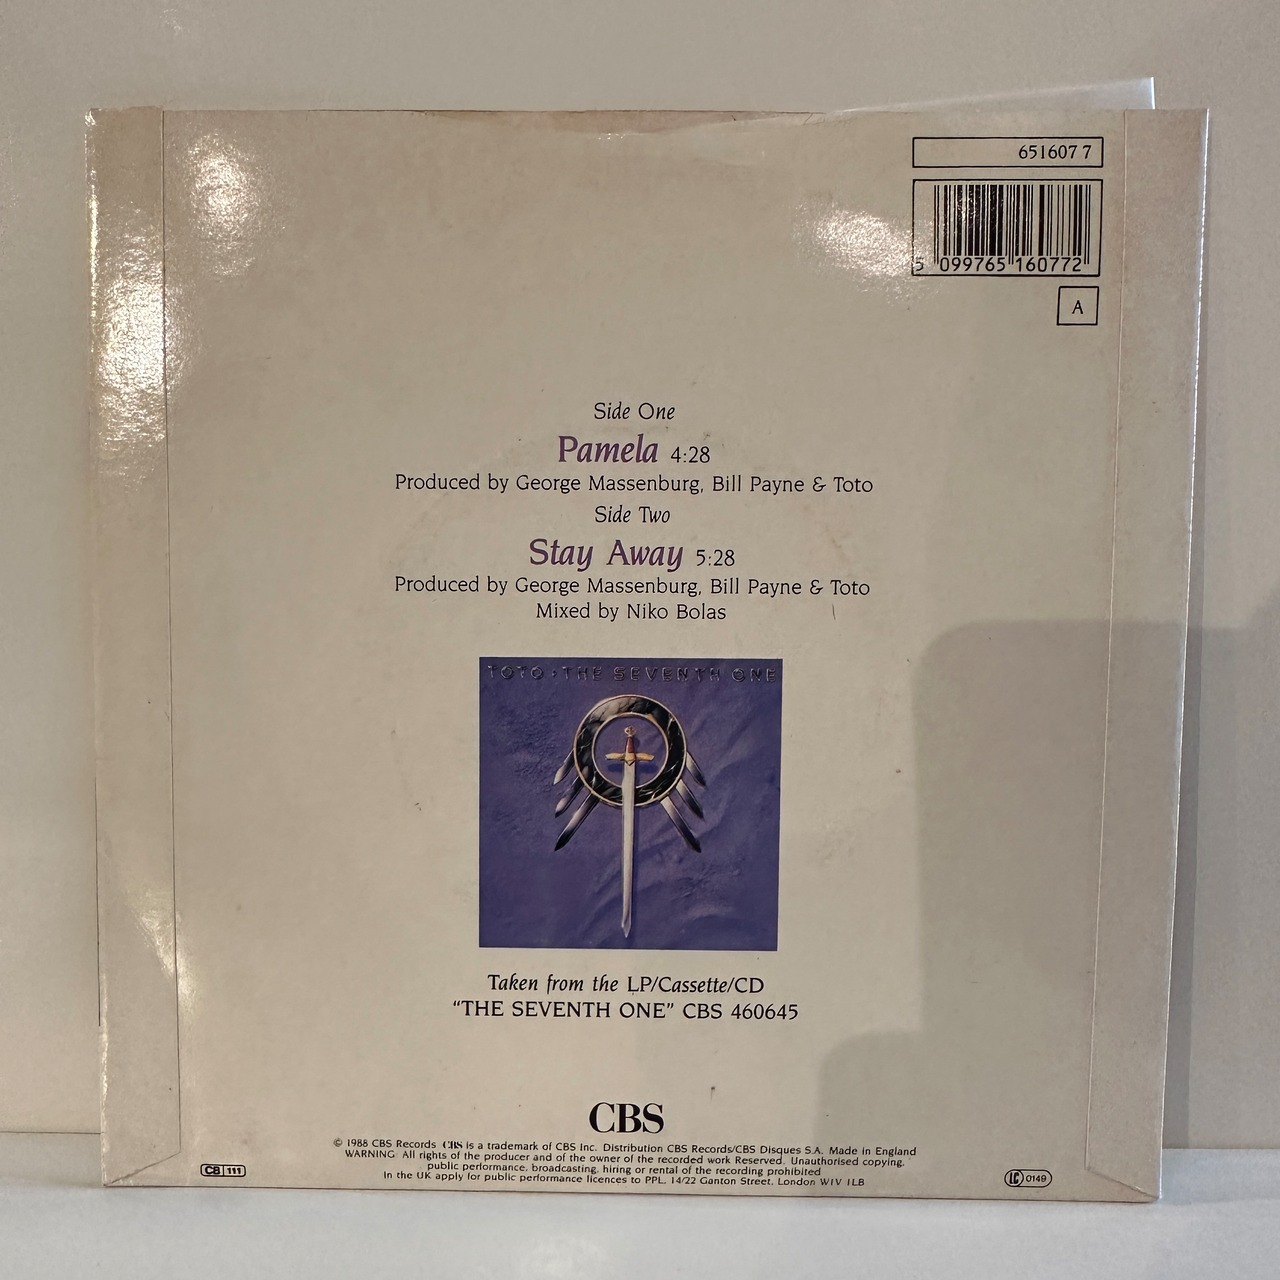 651607 7
5 099765 160772
A
Side One
Pamela 4:28
Produced by George Massenburg, Bill Payne & Toto
Side Two
Stay Away 5:28
Produced by George Massenburg, Bill Payne & Toto
Mixed by Niko Bolas
TOTO · THE SEVENTH ONE
Taken from the LP/Cassette/CD
“THE SEVENTH ONE” CBS 460645
CBS
© 1988 CBS Records CBS is a trademark of CBS Inc. Distribution CBS Records/CBS Disques S.A. Made in England
WARNING: All rights of the producer and of the owner of the recorded work Reserved. Unauthorised copying,
public performance, broadcasting, hiring or rental of the recording prohibited
In the UK apply for public performance licences to PPL, 14/22 Ganton Street, London W1V 1LB
CB 111
LC 0149